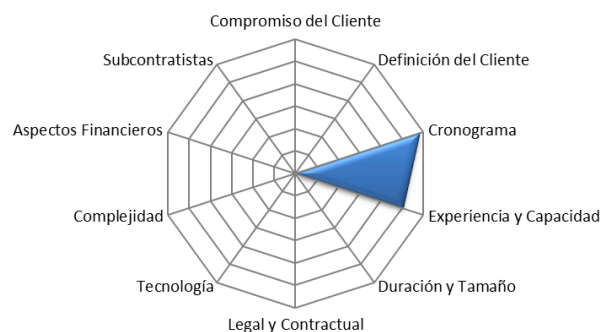 Compromiso del Cliente
Subcontratistas
Definición del Cliente
Aspectos Financieros
Cronograma
Complejidad
Experiencia y Capacidad
Tecnología
Duración y Tamaño
Legal y Contractual